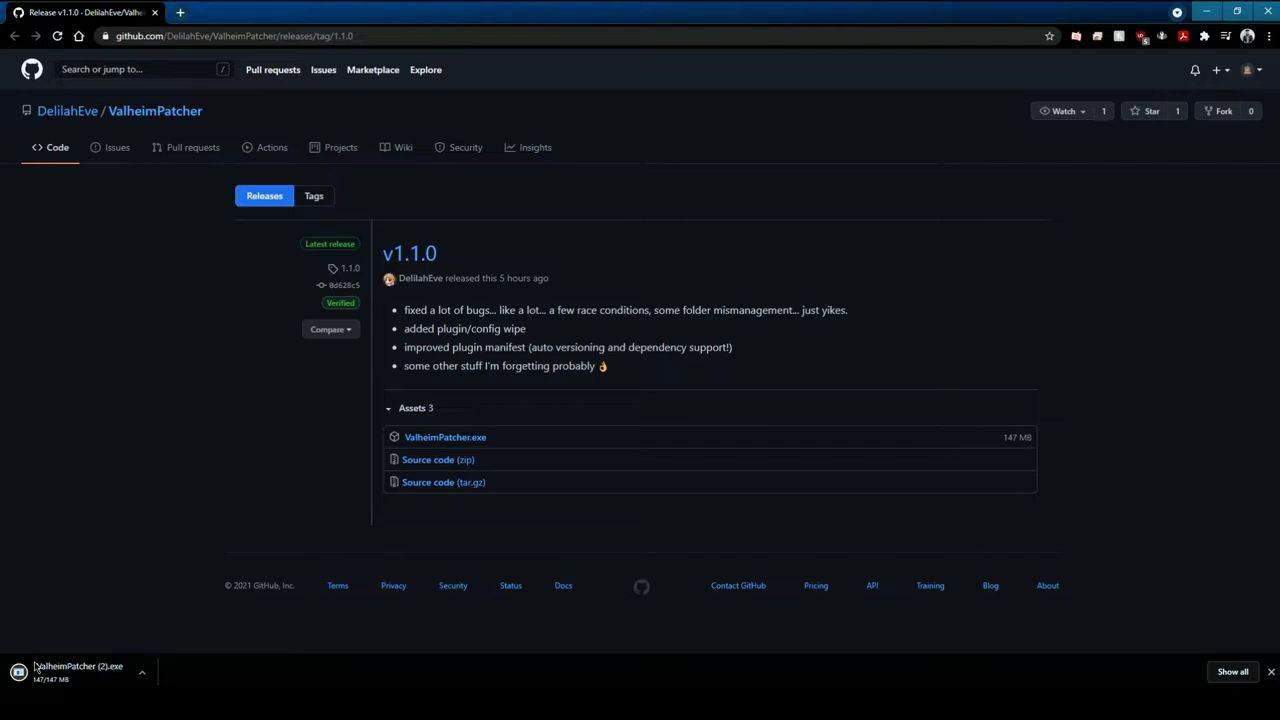 Release v1.1.0 - DelilahEve/Valhe
github.com/DelilahEve/ValheimPatcher/releases/tag/1.1.0
Search or jump to... /
Pull requests Issues Marketplace Explore
DelilahEve / ValheimPatcher
Watch 1 Star 1 Fork 0
Code Issues Pull requests Actions Projects Wiki Security Insights
Releases Tags
Latest release
1.1.0
0d628c5
Verified
Compare
v1.1.0
DelilahEve released this 5 hours ago
• fixed a lot of bugs... like a lot... a few race conditions, some folder mismanagement... just yikes.
• added plugin/config wipe
• improved plugin manifest (auto versioning and dependency support!)
• some other stuff I'm forgetting probably 👌
Assets 3
ValheimPatcher.exe 147 MB
Source code (zip)
Source code (tar.gz)
© 2021 GitHub, Inc. Terms Privacy Security Status Docs Contact GitHub Pricing API Training Blog About
ValheimPatcher (2).exe
147/147 MB
Show all